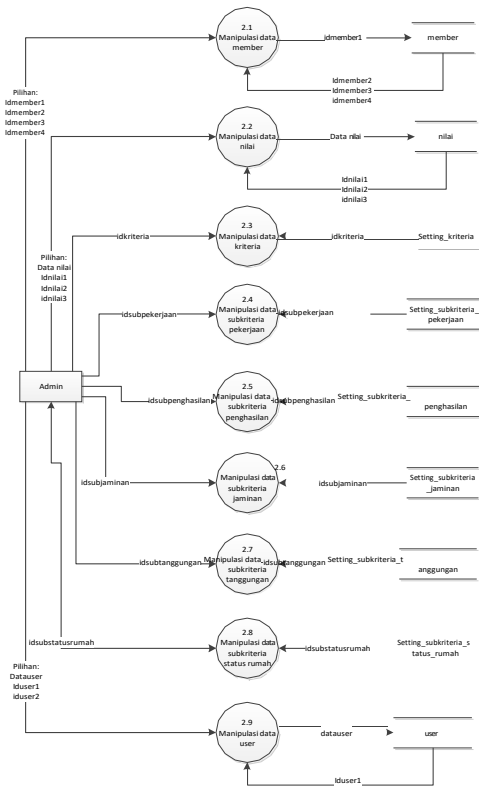 2.1
Manipulasi data
member
idmember1
member
Idmember2
Idmember3
idmember4
Pilihan:
Idmember1
Idmember2
Idmember3
Idmember4
2.2
Manipulasi data
nilai
Data nilai
nilai
Idnilai1
Idnilai2
idnilai3
2.3
Manipulasi data
kriteria
idkriteria
idkriteria
Setting_kriteria
Pilihan:
Data nilai
Idnilai1
Idnilai2
idnilai3
2.4
Manipulasi data
subkriteria
pekerjaan
idsubpekerjaan
idsubpekerjaan
Setting_subkriteria_
pekerjaan
Admin
2.5
Manipulasi data
subkriteria
penghasilan
idsubpenghasilan
idsubpenghasilan
Setting_subkriteria_
penghasilan
2.6
Manipulasi data
subkriteria
jaminan
idsubjaminan
idsubjaminan
Setting_subkriteria
_jaminan
2.7
Manipulasi data
subkriteria
tanggungan
idsubtanggungan
idsubtanggungan
Setting_subkriteria_t
anggungan
2.8
Manipulasi data
subkriteria
status rumah
idsubstatusrumah
idsubstatusrumah
Setting_subkriteria_s
tatus_rumah
Pilihan:
Datauser
Iduser1
iduser2
2.9
Manipulasi data
user
datauser
user
Iduser1